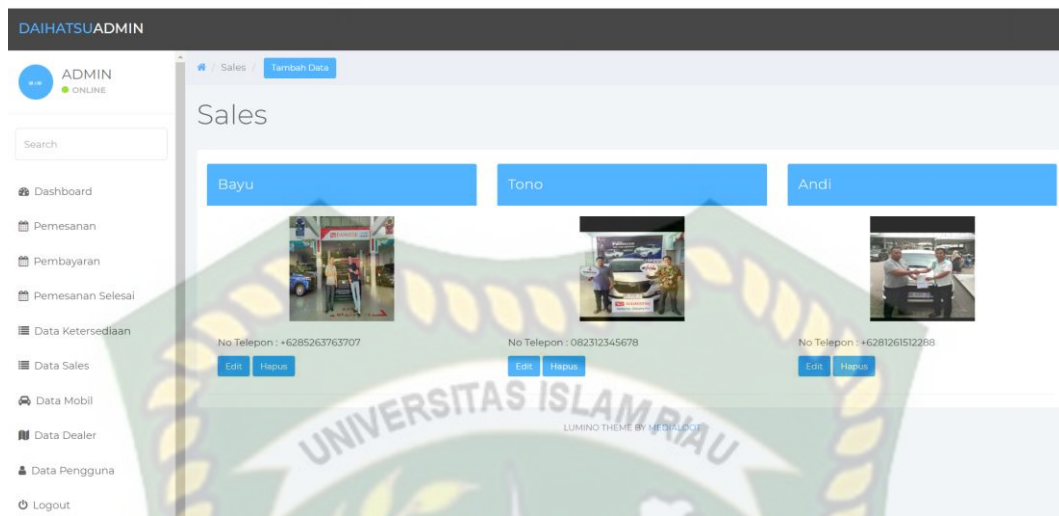 DAIHATSUADMIN
ADMIN
ONLINE
Search
Dashboard
Pemesanan
Pembayaran
Pemesanan Selesai
Data Ketersediaan
Data Sales
Data Mobil
Data Dealer
Data Pengguna
Logout
/ Sales / Tambah Data
Sales
Bayu
No Telepon : +6285263763707
Edit Hapus
Tono
No Telepon : 082312345678
Edit Hapus
Andi
No Telepon : +6281261512288
Edit Hapus
LUMINO THEME BY MEDIALOOT
UNIVERSITAS ISLAM RIAU